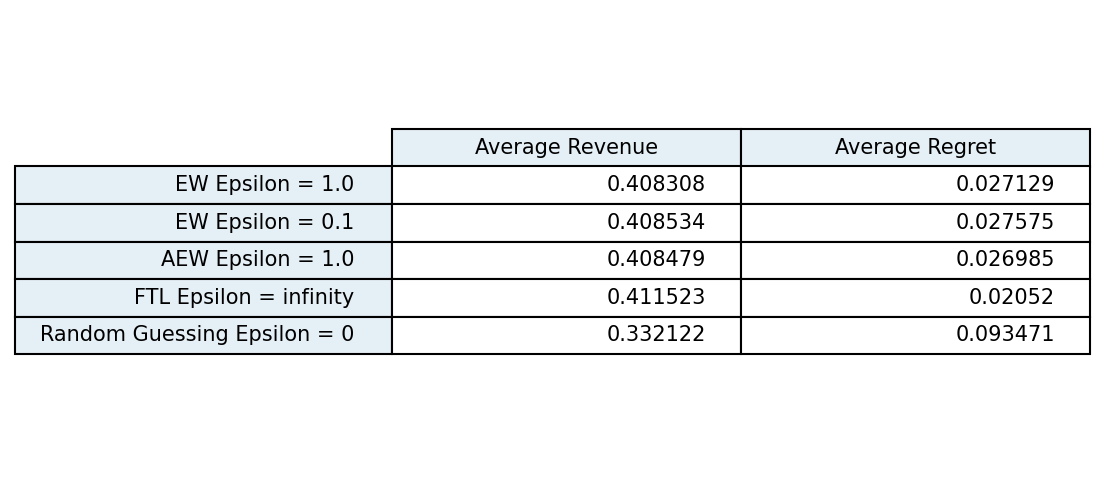 Average Revenue Average Regret
EW Epsilon = 1.0 0.408308 0.027129
EW Epsilon = 0.1 0.408534 0.027575
AEW Epsilon = 1.0 0.408479 0.026985
FTL Epsilon = infinity 0.411523 0.02052
Random Guessing Epsilon = 0 0.332122 0.093471